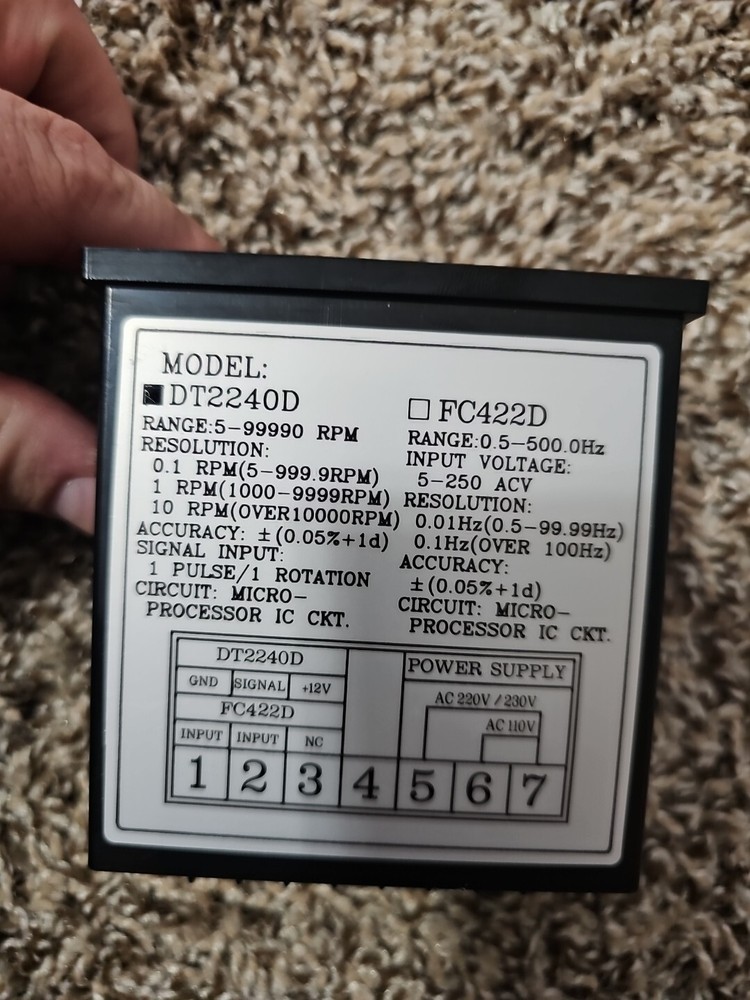 MODEL:
DT2240D
RANGE:5-99990 RPM
RESOLUTION:
0.1 RPM(5-999.9RPM)
1 RPM(1000-9999RPM)
10 RPM(OVER10000RPM)
ACCURACY: ±(0.05%+1d)
SIGNAL INPUT:
1 PULSE/1 ROTATION
CIRCUIT: MICRO-
PROCESSOR IC CKT.
FC422D
RANGE:0.5-500.0Hz
INPUT VOLTAGE:
5-250 ACV
RESOLUTION:
0.01Hz(0.5-99.99Hz)
0.1Hz(OVER 100Hz)
ACCURACY:
±(0.05%+1d)
CIRCUIT: MICRO-
PROCESSOR IC CKT.
DT2240D
GND SIGNAL +12V
FC422D
INPUT INPUT NC
POWER SUPPLY
AC 220V/230V
AC 110V
1 2 3 4 5 6 7